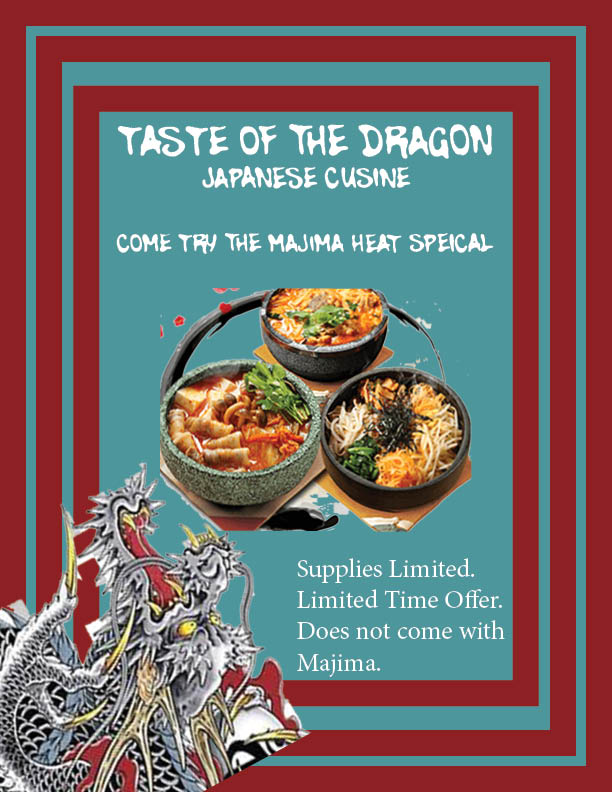 TASTE OF THE DRAGON
JAPANESE CUSINE
COME TRY THE MAJIMA HEAT SPEICAL
Supplies Limited.
Limited Time Offer.
Does not come with
Majima.